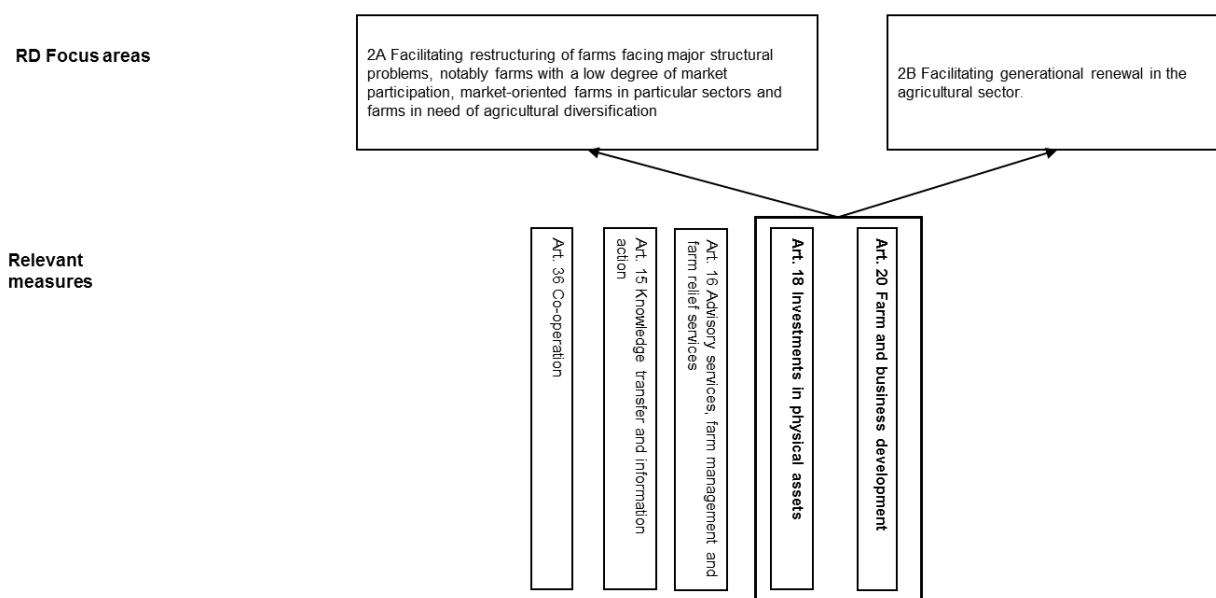 RD Focus areas
2A Facilitating restructuring of farms facing major structural
problems, notably farms with a low degree of market
participation, market-oriented farms in particular sectors and
farms in need of agricultural diversification
2B Facilitating generational renewal in the
agricultural sector.
Relevant
measures
Art. 36 Co-operation
Art. 15 Knowledge transfer and information
action
Art. 16 Advisory services, farm management and
farm relief services
Art. 18 Investments in physical assets
Art. 20 Farm and business development